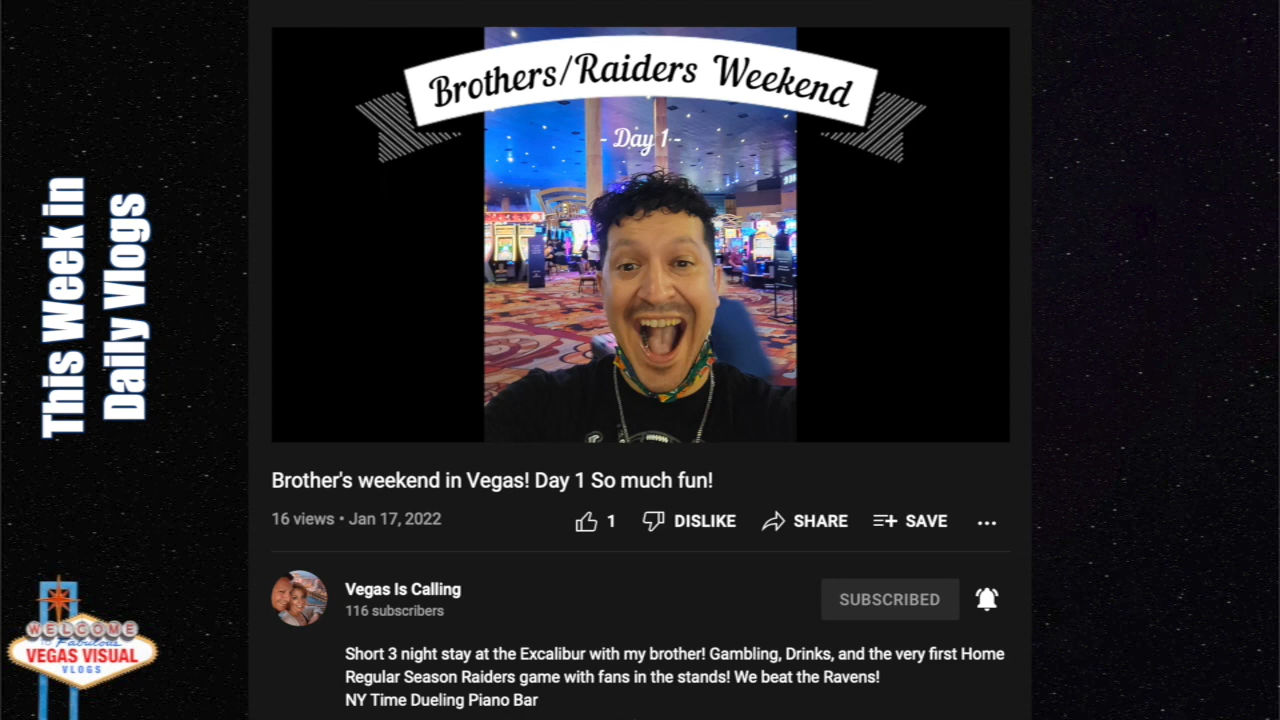 Brothers/Raiders Weekend
- Day 1 -
This Week in
Daily Vlogs
Brother's weekend in Vegas! Day 1 So much fun!
16 views • Jan 17, 2022
1
DISLIKE
SHARE
SAVE
Vegas Is Calling
116 subscribers
SUBSCRIBED
Short 3 night stay at the Excalibur with my brother! Gambling, Drinks, and the very first Home
Regular Season Raiders game with fans in the stands! We beat the Ravens!
NY Time Dueling Piano Bar
WELCOME
to Fabulous
VEGAS VISUAL
VLOGS